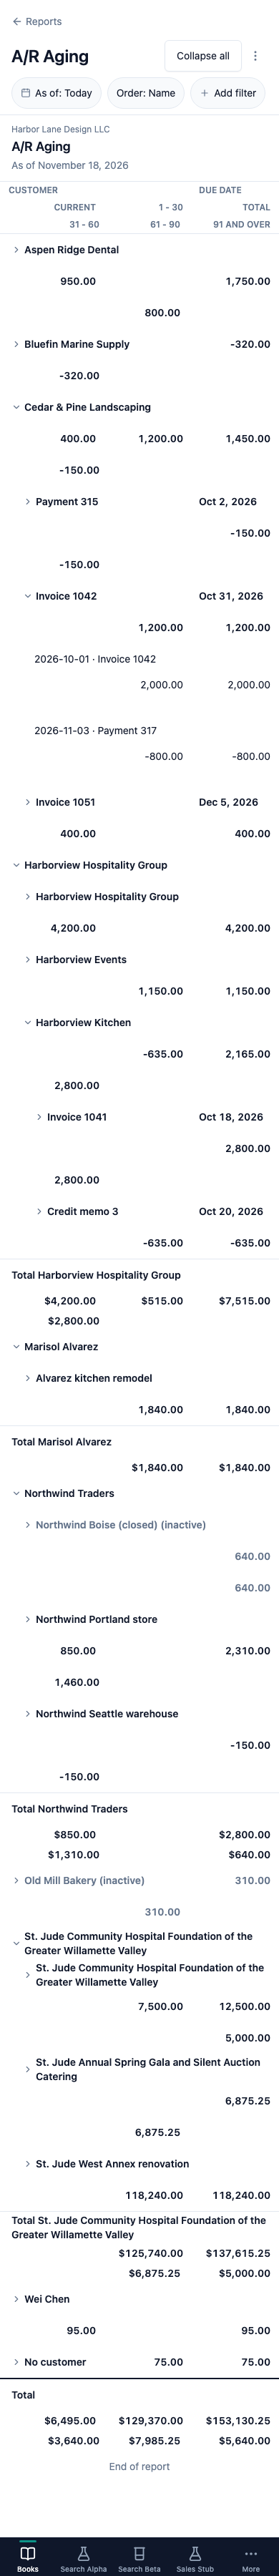 Reports
A/R Aging
Collapse all
As of: Today
Order: Name
Add filter
Harbor Lane Design LLC
A/R Aging
As of November 18, 2026
CUSTOMER DUE DATE
CURRENT 1 - 30 TOTAL
31 - 60 61 - 90 91 AND OVER
Aspen Ridge Dental
950.00 1,750.00
800.00
Bluefin Marine Supply -320.00
-320.00
Cedar & Pine Landscaping
400.00 1,200.00 1,450.00
-150.00
Payment 315 Oct 2, 2026
-150.00
-150.00
Invoice 1042 Oct 31, 2026
1,200.00 1,200.00
2026-10-01 · Invoice 1042
2,000.00 2,000.00
2026-11-03 · Payment 317
-800.00 -800.00
Invoice 1051 Dec 5, 2026
400.00 400.00
Harborview Hospitality Group
Harborview Hospitality Group
4,200.00 4,200.00
Harborview Events
1,150.00 1,150.00
Harborview Kitchen
-635.00 2,165.00
2,800.00
Invoice 1041 Oct 18, 2026
2,800.00
2,800.00
Credit memo 3 Oct 20, 2026
-635.00 -635.00
Total Harborview Hospitality Group
$4,200.00 $515.00 $7,515.00
$2,800.00
Marisol Alvarez
Alvarez kitchen remodel
1,840.00 1,840.00
Total Marisol Alvarez
$1,840.00 $1,840.00
Northwind Traders
Northwind Boise (closed) (inactive)
640.00
640.00
Northwind Portland store
850.00 2,310.00
1,460.00
Northwind Seattle warehouse
-150.00
-150.00
Total Northwind Traders
$850.00 $2,800.00
$1,310.00 $640.00
Old Mill Bakery (inactive) 310.00
310.00
St. Jude Community Hospital Foundation of the
Greater Willamette Valley
St. Jude Community Hospital Foundation of the
Greater Willamette Valley
7,500.00 12,500.00
5,000.00
St. Jude Annual Spring Gala and Silent Auction
Catering
6,875.25
6,875.25
St. Jude West Annex renovation
118,240.00 118,240.00
Total St. Jude Community Hospital Foundation of the
Greater Willamette Valley
$125,740.00 $137,615.25
$6,875.25 $5,000.00
Wei Chen
95.00 95.00
No customer 75.00 75.00
Total
$6,495.00 $129,370.00 $153,130.25
$3,640.00 $7,985.25 $5,640.00
End of report
Books
Search Alpha
Search Beta
Sales Stub
More